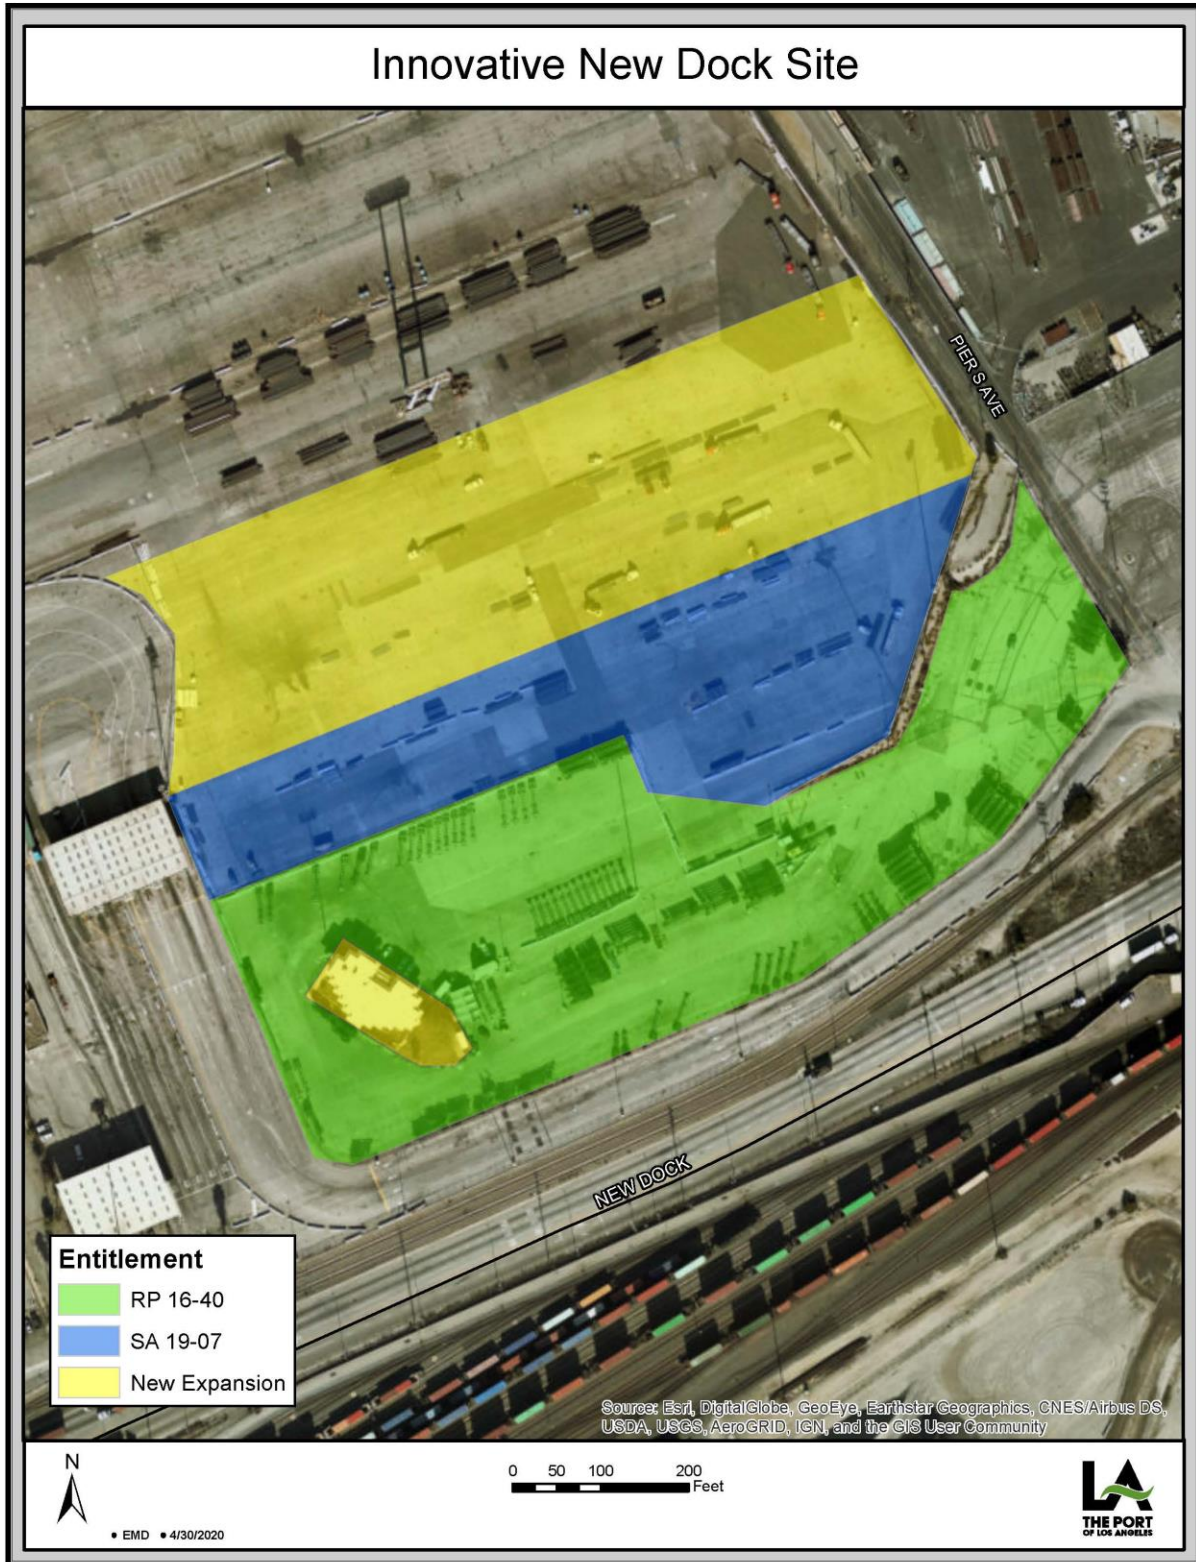 Innovative New Dock Site
PIER S AVE
NEW DOCK
Entitlement
RP 16-40
SA 19-07
New Expansion
Source: Esri, DigitalGlobe, GeoEye, Earthstar Geographics, CNES/Airbus DS,
USDA, USGS, AeroGRID, IGN, and the GIS User Community
N
0 50 100 200
Feet
• EMD • 4/30/2020
LA
THE PORT
OF LOS ANGELES